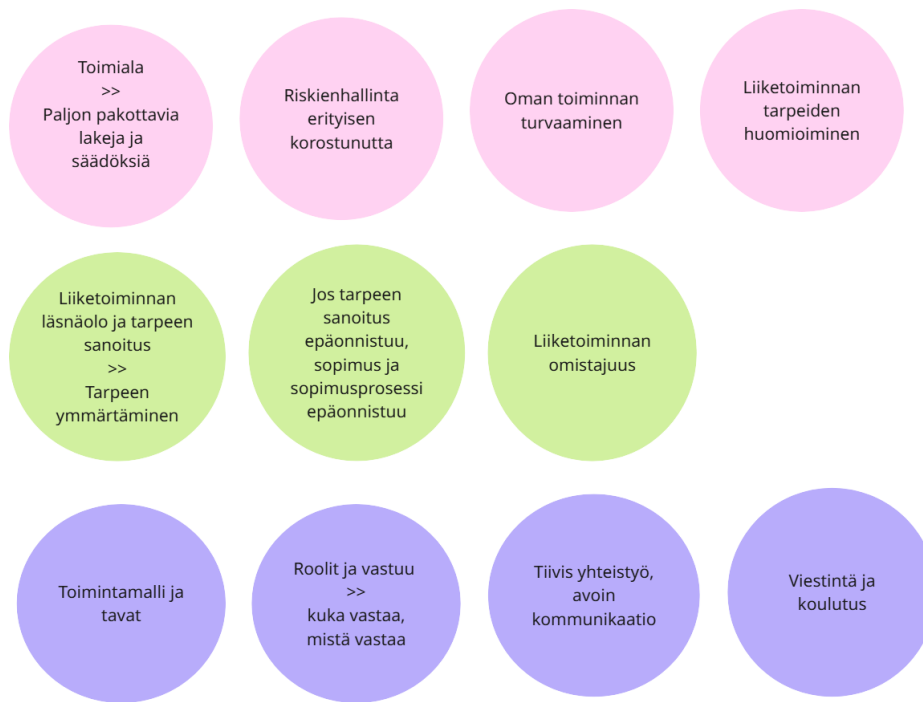 Toimiala
>>
Paljon pakottavia
lakeja ja
säädöksiä
Riskienhallinta
erityisen
korostunutta
Oman toiminnan
turvaaminen
Liiketoiminnan
tarpeiden
huomioiminen
Liiketoiminnan
läsnäolo ja tarpeen
sanoitus
>>
Tarpeen
ymmärtäminen
Jos tarpeen
sanoitus
epäonnistuu,
sopimus ja
sopimusprosessi
epäonnistuu
Liiketoiminnan
omistajuus
Toimintamalli ja
tavat
Roolit ja vastuu
>>
kuka vastaa,
mistä vastaa
Tiivis yhteistyö,
avoin
kommunikaatio
Viestintä ja
koulutus